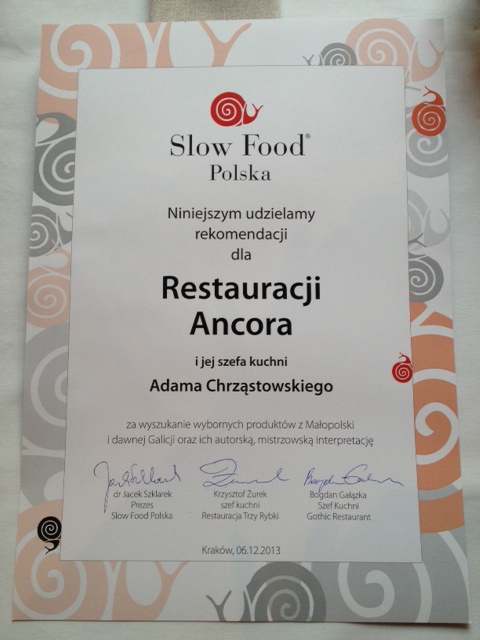 Slow Food®
Polska
Niniejszym udzielamy
rekomendacji
dla
Restauracji
Ancora
i jej szefa kuchni
Adama Chrząstowskiego
za wyszukanie wybornych produktów z Małopolski
i dawnej Galicji oraz ich autorską, mistrzowską interpretację
dr Jacek Szklarek
Prezes
Slow Food Polska
Krzysztof Żurek
szef kuchni
Restauracja Trzy Rybki
Bogdan Gałązka
Szef Kuchni
Gothic Restaurant
Kraków, 06.12.2013